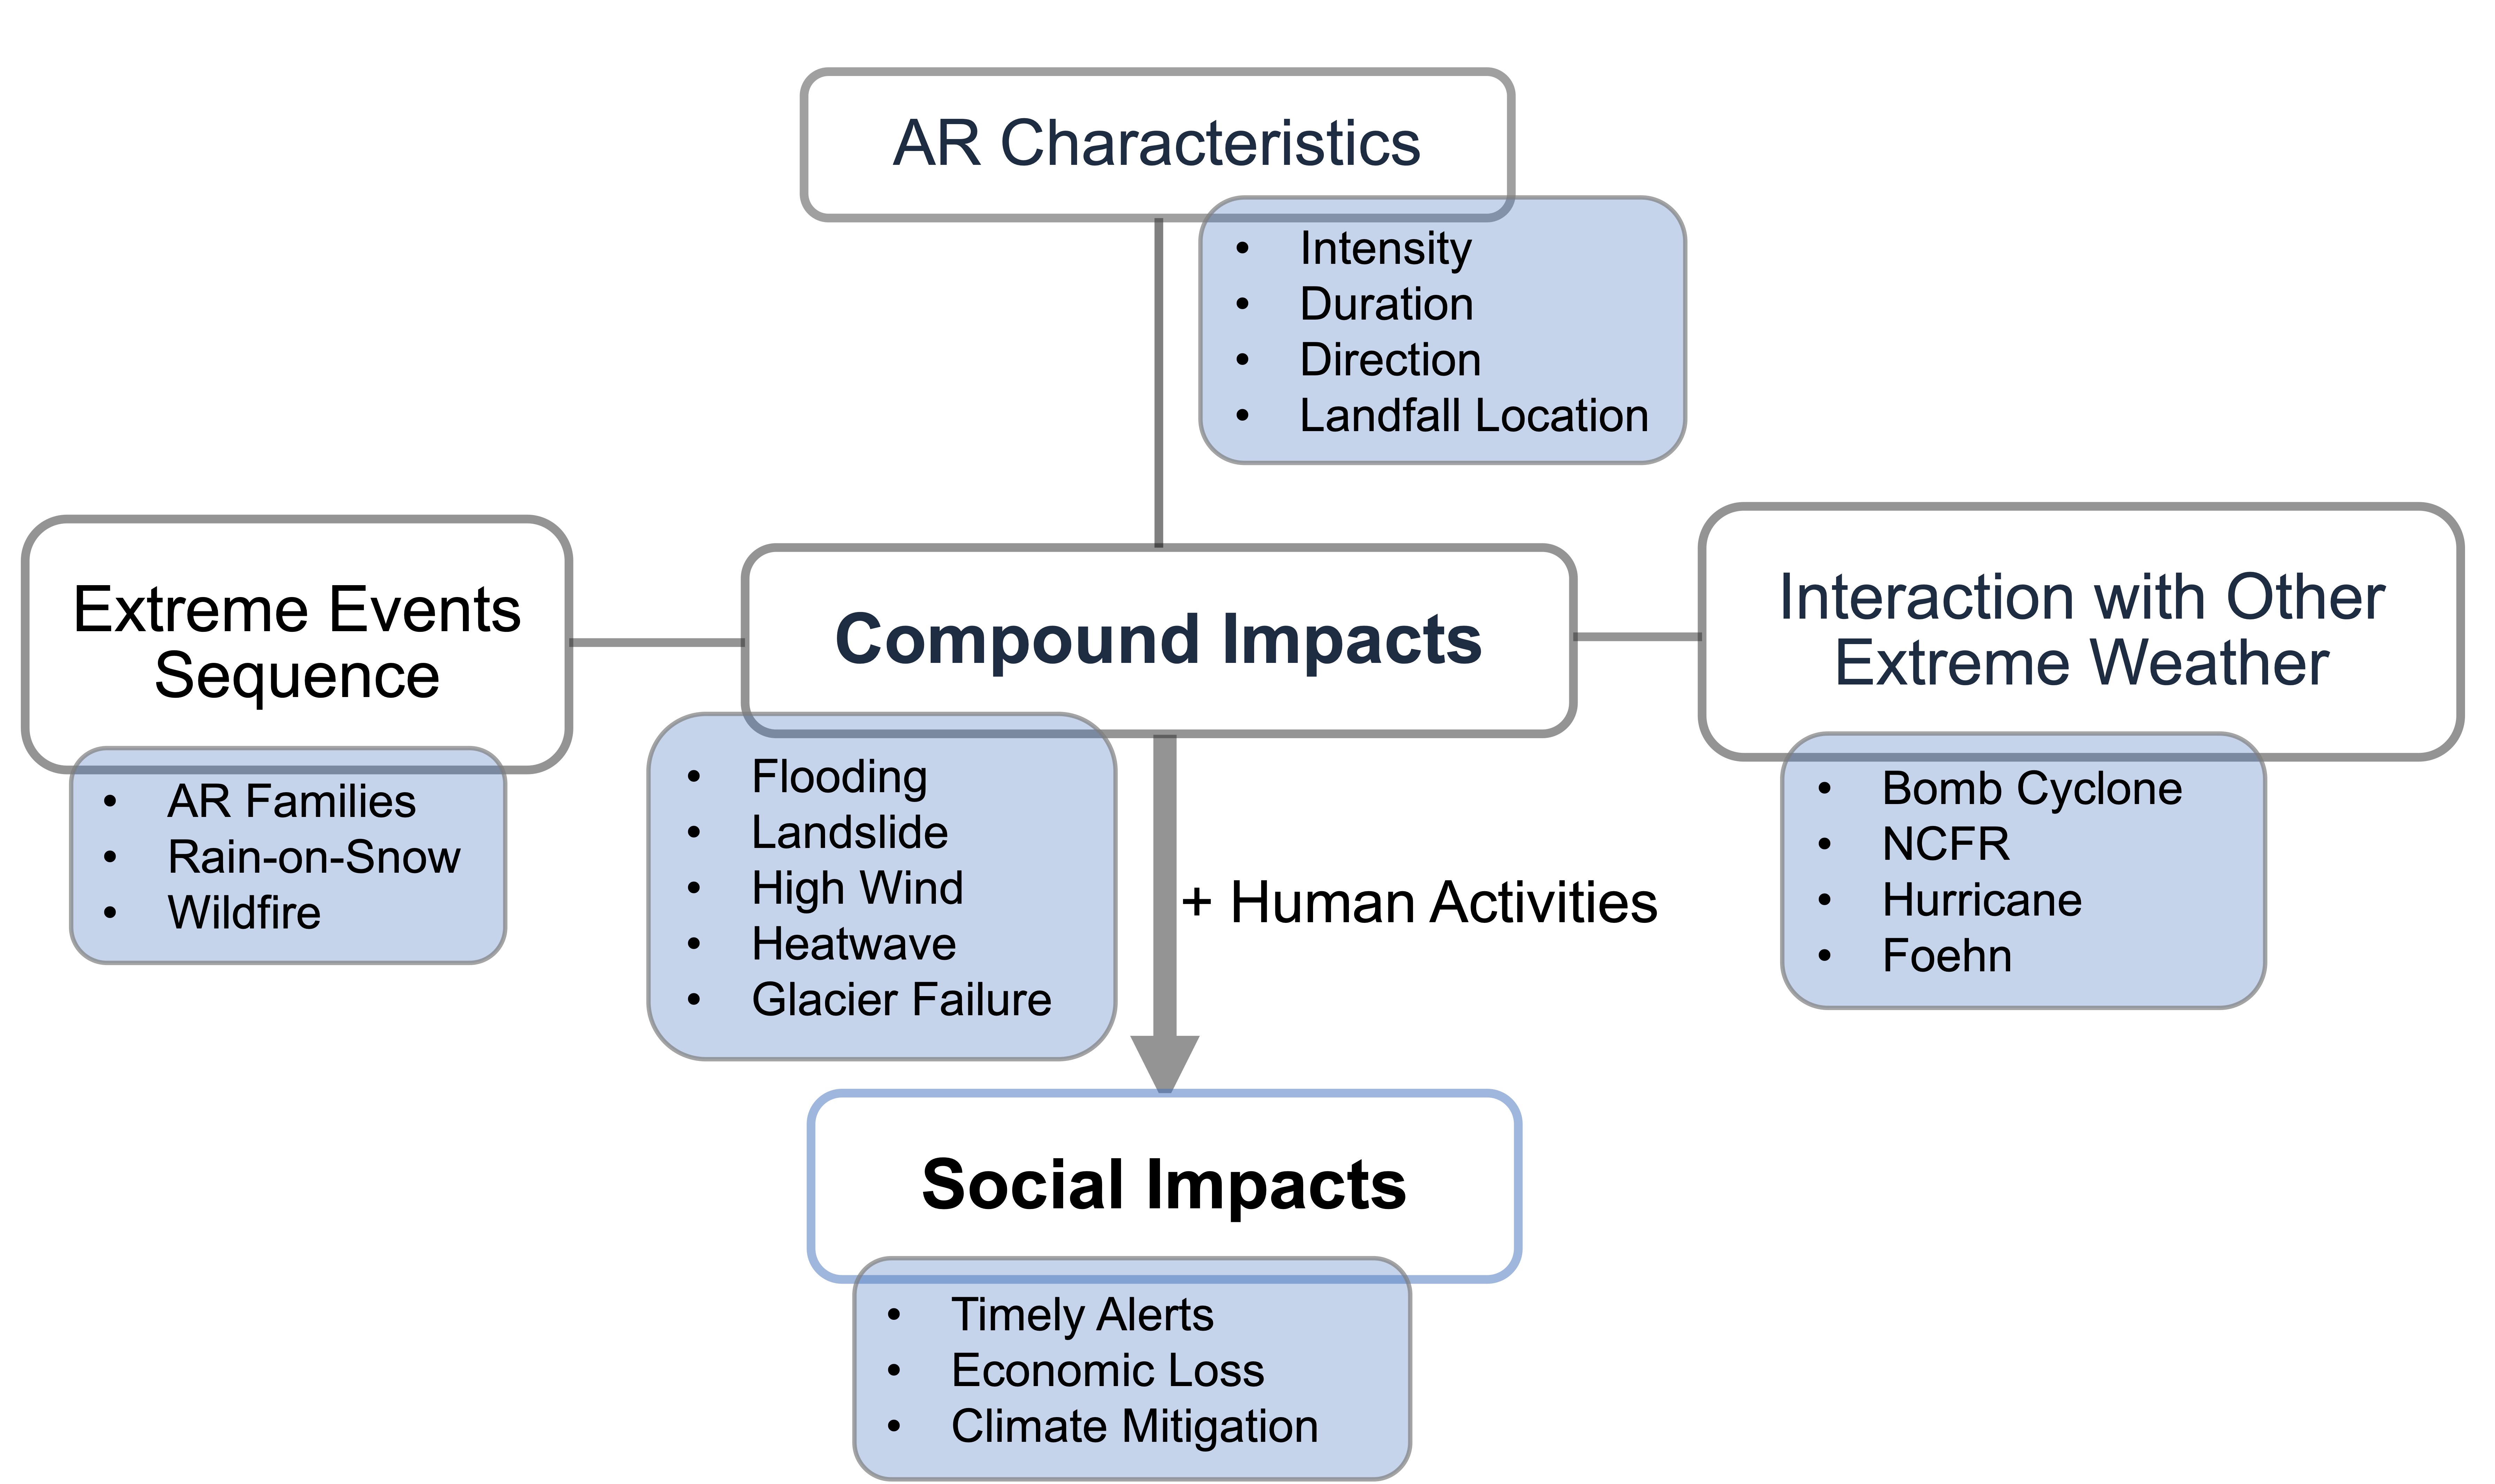 AR Characteristics
• Intensity
• Duration
• Direction
• Landfall Location
Extreme Events
Sequence
• AR Families
• Rain-on-Snow
• Wildfire
Compound Impacts
• Flooding
• Landslide
• High Wind
• Heatwave
• Glacier Failure
Interaction with Other
Extreme Weather
• Bomb Cyclone
• NCFR
• Hurricane
• Foehn
+ Human Activities
Social Impacts
• Timely Alerts
• Economic Loss
• Climate Mitigation